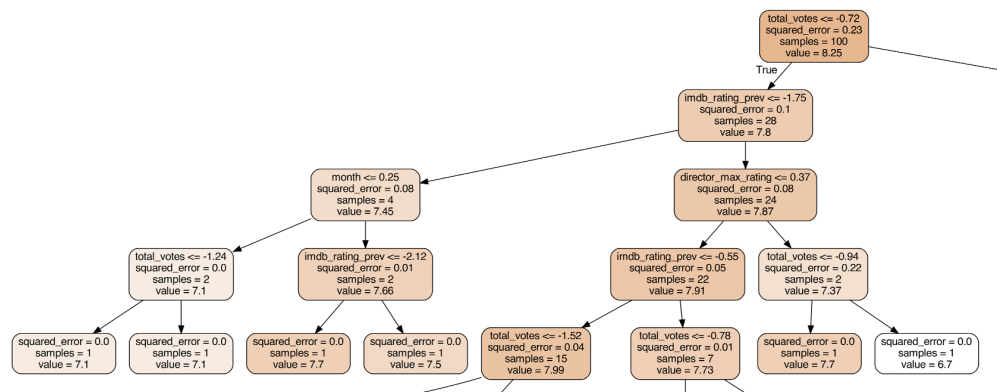 total_votes <= -0.72
squared_error = 0.23
samples = 100
value = 8.25
True
imdb_rating_prev <= -1.75
squared_error = 0.1
samples = 28
value = 7.8
month <= 0.25
squared_error = 0.08
samples = 4
value = 7.45
director_max_rating <= 0.37
squared_error = 0.08
samples = 24
value = 7.87
total_votes <= -1.24
squared_error = 0.0
samples = 2
value = 7.1
imdb_rating_prev <= -2.12
squared_error = 0.01
samples = 2
value = 7.66
imdb_rating_prev <= -0.55
squared_error = 0.05
samples = 22
value = 7.91
total_votes <= -0.94
squared_error = 0.22
samples = 2
value = 7.37
squared_error = 0.0
samples = 1
value = 7.1
squared_error = 0.0
samples = 1
value = 7.1
squared_error = 0.0
samples = 1
value = 7.7
squared_error = 0.0
samples = 1
value = 7.5
total_votes <= -1.52
squared_error = 0.04
samples = 15
value = 7.99
total_votes <= -0.78
squared_error = 0.01
samples = 7
value = 7.73
squared_error = 0.0
samples = 1
value = 7.7
squared_error = 0.0
samples = 1
value = 6.7